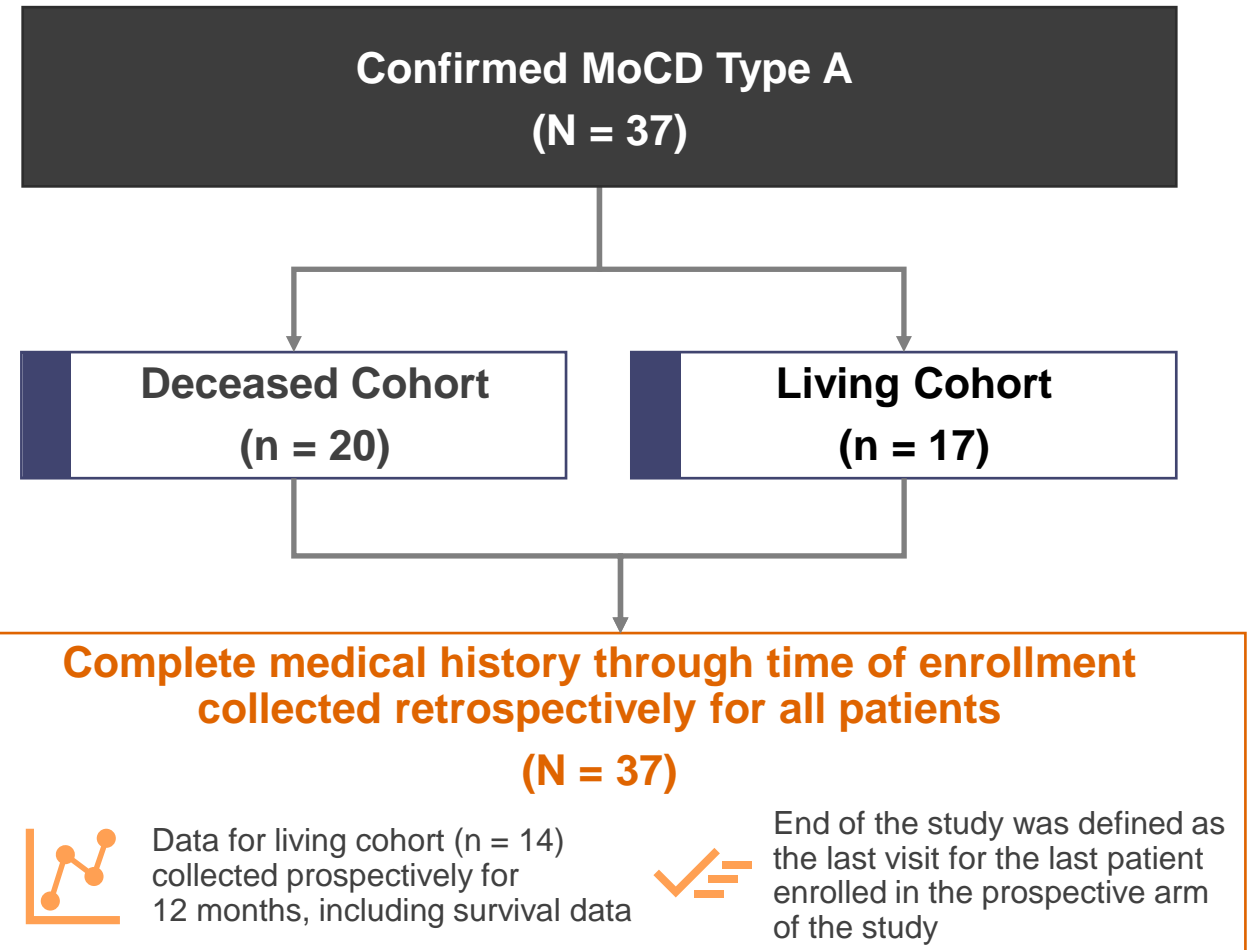 Confirmed MoCD Type A
(N = 37)
Deceased Cohort
(n = 20)
Living Cohort
(n = 17)
Complete medical history through time of enrollment
collected retrospectively for all patients
(N = 37)
Data for living cohort (n = 14)
collected prospectively for
12 months, including survival data
End of the study was defined as
the last visit for the last patient
enrolled in the prospective arm
of the study